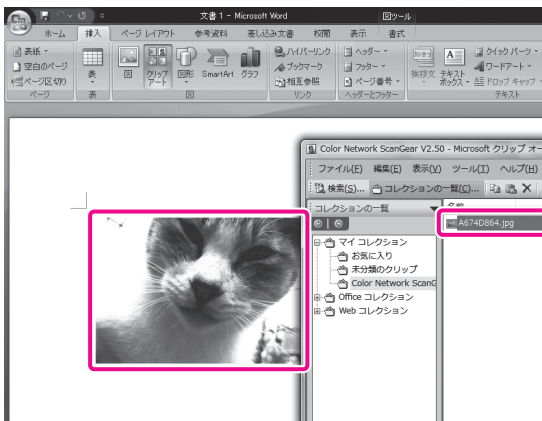 文書 1 - Microsoft Word
図ツール
ホーム 挿入 ページ レイアウト 参考資料 差し込み文書 校閲 表示 書式
表紙
空白のページ
ページ区切り
ページ
表
表
図 クリップアート 図形 SmartArt グラフ
図
ハイパーリンク
ブックマーク
相互参照
リンク
ヘッダー
フッター
ページ番号
ヘッダーとフッター
挨拶文 テキストボックス
クイック パーツ
ワードアート
ドロップ キャップ
テキスト
Color Network ScanGear V2.50 - Microsoft クリップ オー
ファイル(F) 編集(E) 表示(V) ツール(T) ヘルプ(H)
検索(S)... コレクションの一覧(C)...
コレクションの一覧
A674D864.jpg
マイ コレクション
お気に入り
未分類のクリップ
Color Network ScanG
Office コレクション
Web コレクション